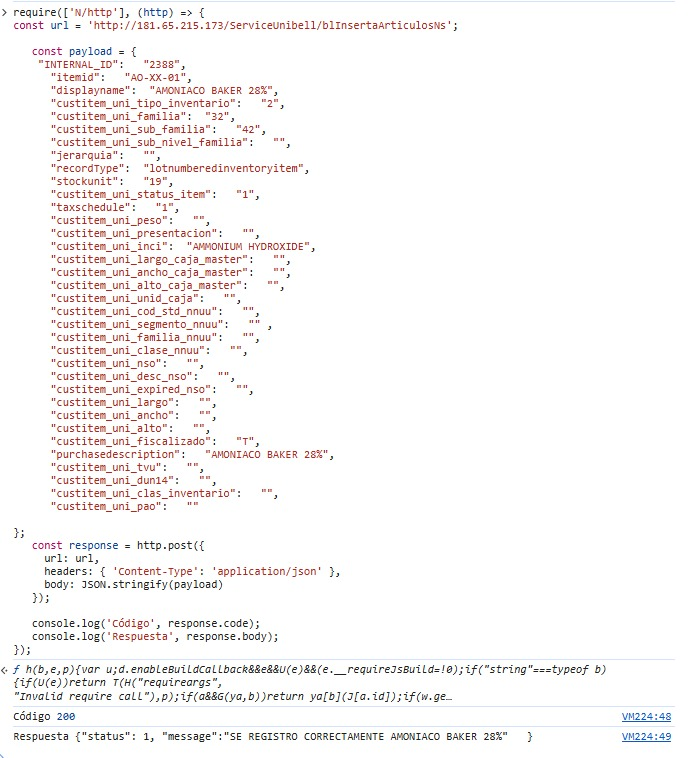 > require(['N/http'], (http) => {
const url = 'http://181.65.215.173/ServiceUnibell/blInsertaArticulosNs';
const payload = {
"INTERNAL_ID": "2388",
"itemid": "AO-XX-01",
"displayname": "AMONIACO BAKER 28%",
"custitem_uni_tipo_inventario": "2",
"custitem_uni_familia": "32",
"custitem_uni_sub_familia": "42",
"custitem_uni_sub_nivel_familia": "",
"jerarquia": "",
"recordType": "lotnumberedinventoryitem",
"stockunit": "19",
"custitem_uni_status_item": "1",
"taxschedule": "1",
"custitem_uni_peso": "",
"custitem_uni_presentacion": "",
"custitem_uni_inci": "AMMONIUM HYDROXIDE",
"custitem_uni_largo_caja_master": "",
"custitem_uni_ancho_caja_master": "",
"custitem_uni_alto_caja_master": "",
"custitem_uni_unid_caja": "",
"custitem_uni_cod_std_nnuu": "",
"custitem_uni_segmento_nnuu": "" ,
"custitem_uni_familia_nnuu": "",
"custitem_uni_clase_nnuu": "",
"custitem_uni_nso": "",
"custitem_uni_desc_nso": "",
"custitem_uni_expired_nso": "",
"custitem_uni_largo": "",
"custitem_uni_ancho": "",
"custitem_uni_alto": "",
"custitem_uni_fiscalizado": "T",
"purchasedescription": "AMONIACO BAKER 28%",
"custitem_uni_tvu": "",
"custitem_uni_dun14": "",
"custitem_uni_clas_inventario": "",
"custitem_uni_pao": ""
};
const response = http.post({
url: url,
headers: { 'Content-Type': 'application/json' },
body: JSON.stringify(payload)
});
console.log('Código', response.code);
console.log('Respuesta', response.body);
});
ƒ h(b,e,p){var u;d.enableBuildCallback&&e&&U(e)&&(e.__requireJsBuild=!0);if("string"===typeof b)
{if(U(e))return T(H("requireargs",
"Invalid require call"),p);if(a&&G(ya,b))return ya[b](J[a.id]);if(w.ge…
Código 200 VM224:48
Respuesta {"status": 1, "message":"SE REGISTRO CORRECTAMENTE AMONIACO BAKER 28%" } VM224:49